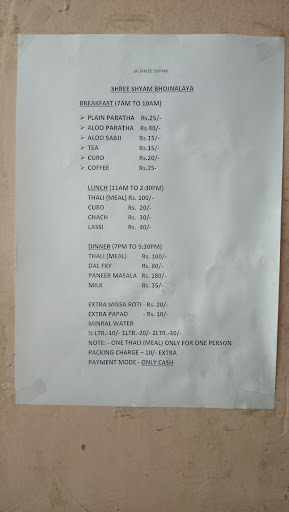 JAI SHREE SHYAM
SHREE SHYAM BHOJNALAYA
BREAKFAST (7AM TO 10AM)
➢ PLAIN PARATHA Rs.25/-
➢ ALOO PARATHA Rs.40/-
➢ ALOO SABJI Rs.15/-
➢ TEA Rs.15/-
➢ CURD Rs.20/-
➢ COFFEE Rs.25-
LUNCH (11AM TO 2:30PM)
THALI (MEAL) Rs. 100/-
CURD Rs. 20/-
CHACH Rs. 30/-
LASSI Rs. 40/-
DINNER (7PM TO 9:30PM)
THALI (MEAL) Rs. 100/-
DAL FRY Rs. 80/-
PANEER MASALA Rs. 180/-
MILK Rs. 35/-
EXTRA MISSA ROTI - Rs. 20/-
EXTRA PAPAD - Rs. 10/-
MINRAL WATER
½ LTR.-10/- 1LTR.-20/- 2LTR.-30/-
NOTE: - ONE THALI (MEAL) ONLY FOR ONE PERSON
PACKING CHARGE – 10/- EXTRA
PAYMENT MODE - ONLY CASH